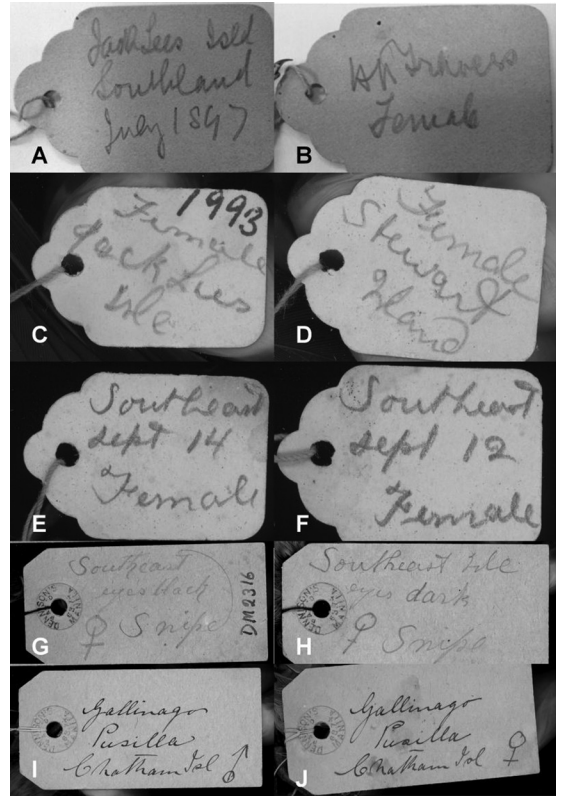 Jack Lees Isld
Southland
July 1897
A
HH Travers
Female
B
1993
Female
Jack Lees
Isle
C
Female
Stewart
Island
D
Southeast
sept 14
Female
E
Southeast
sept 12
Female
F
Southeast
eyes black
♀ Snipe
DM2316
G
Southeast Isle
eyes dark
♀ Snipe
H
Gallinago
Pusilla
Chatham Isl ♂
I
Gallinago
Pusilla
Chatham Isl ♀
J